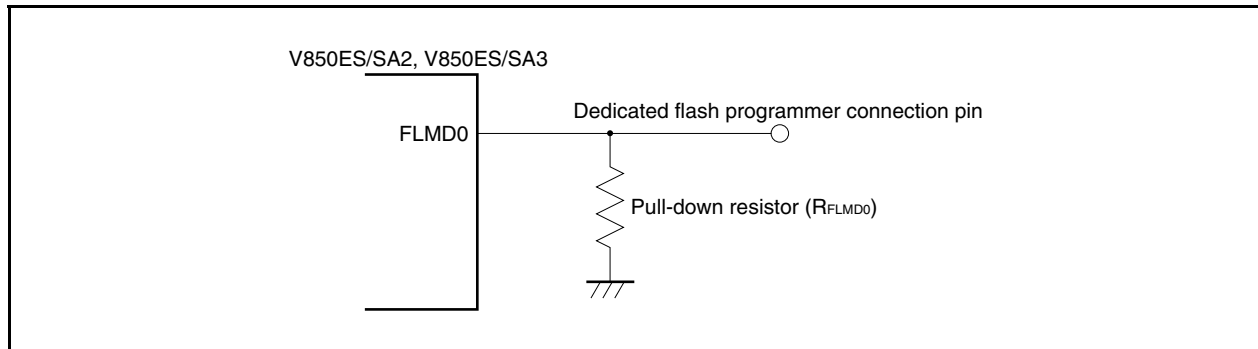 V850ES/SA2, V850ES/SA3
Dedicated flash programmer connection pin
FLMD0
Pull-down resistor (RFLMD0)